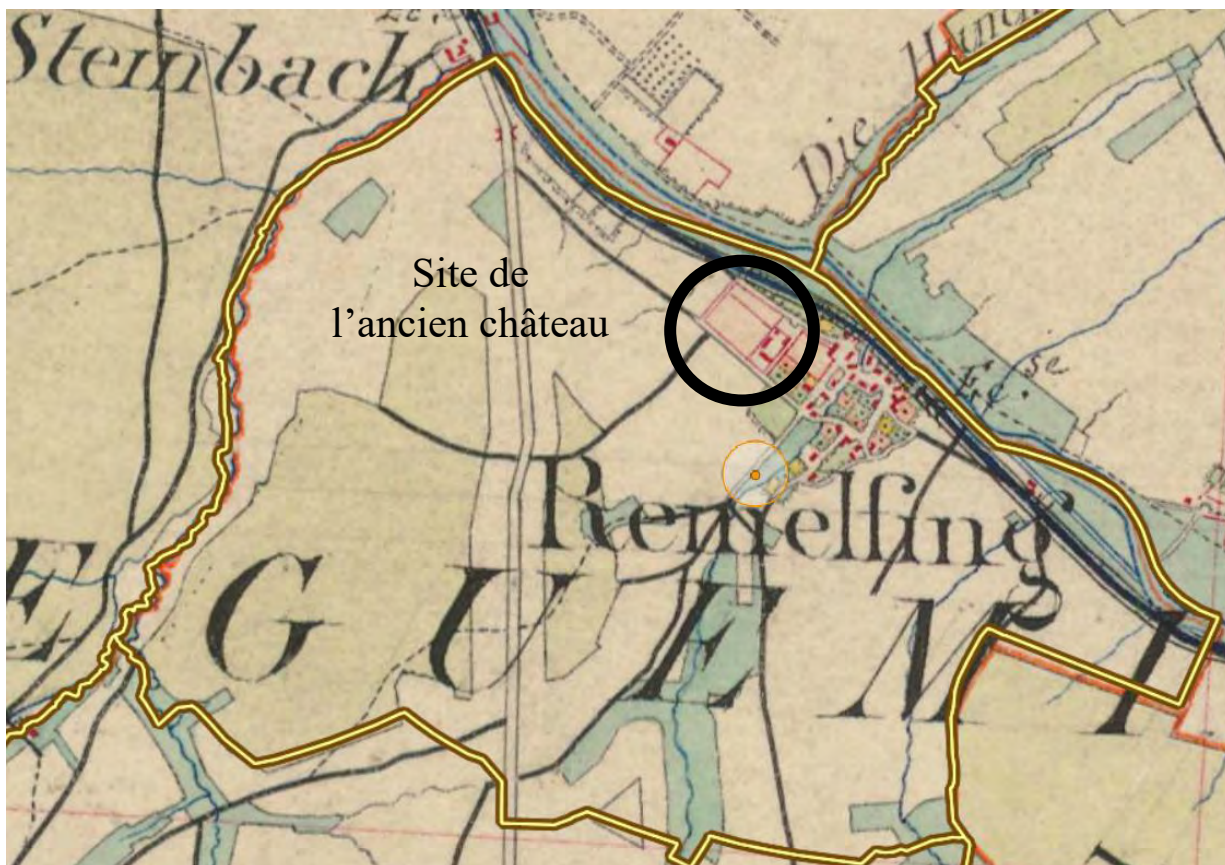 Steinbach
Die
Site de
l’ancien château
Remelfing
E G U E M I